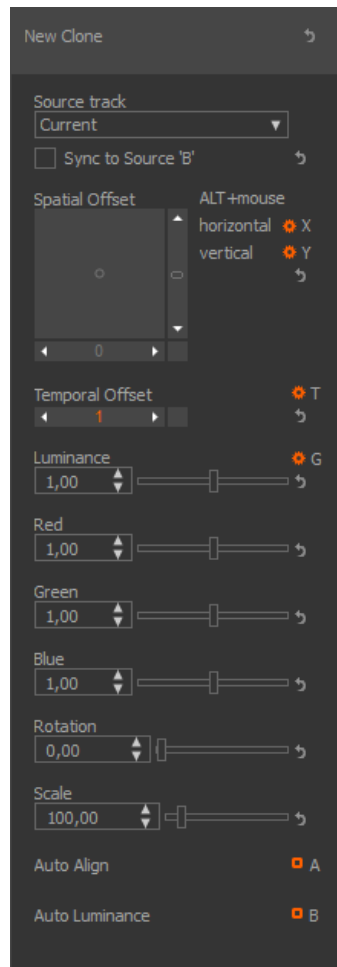 New Clone
Source track
Current
Sync to Source 'B'
Spatial Offset
ALT+mouse
horizontal X
vertical Y
0
Temporal Offset T
1
Luminance G
1,00
Red
1,00
Green
1,00
Blue
1,00
Rotation
0,00
Scale
100,00
Auto Align A
Auto Luminance B